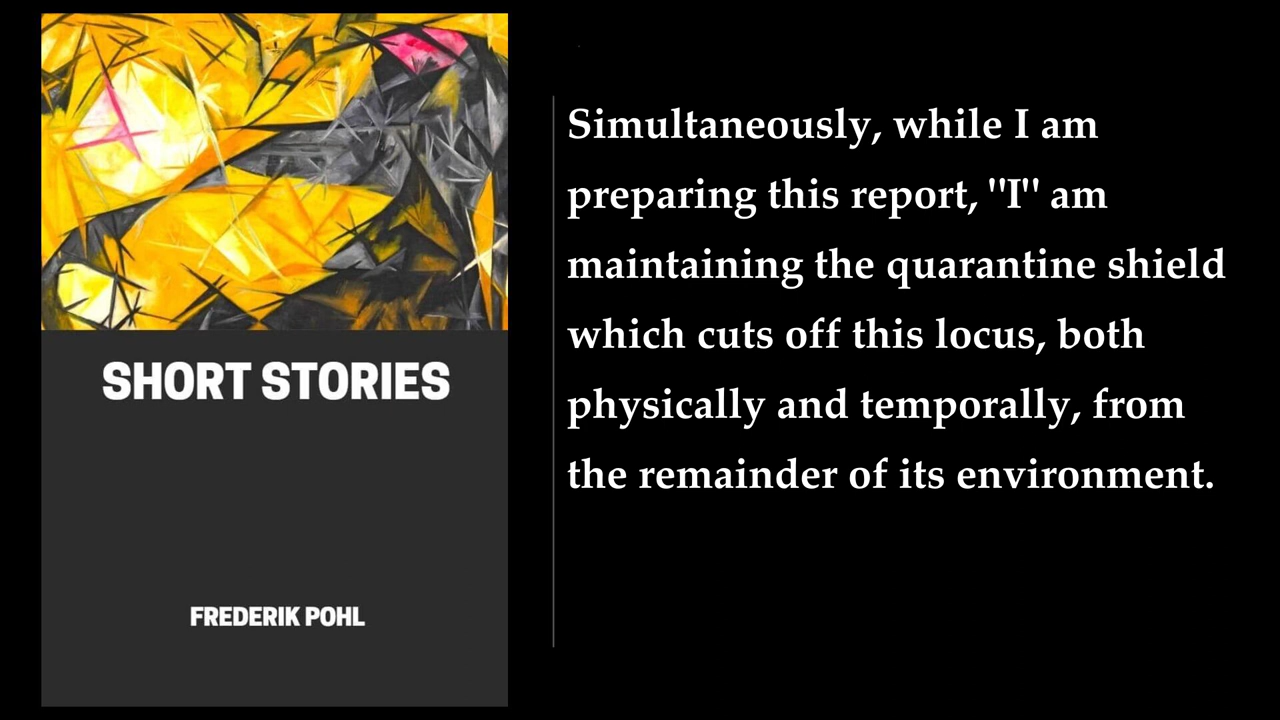 SHORT STORIES
FREDERIK POHL
Simultaneously, while I am
preparing this report, "I" am
maintaining the quarantine shield
which cuts off this locus, both
physically and temporally, from
the remainder of its environment.